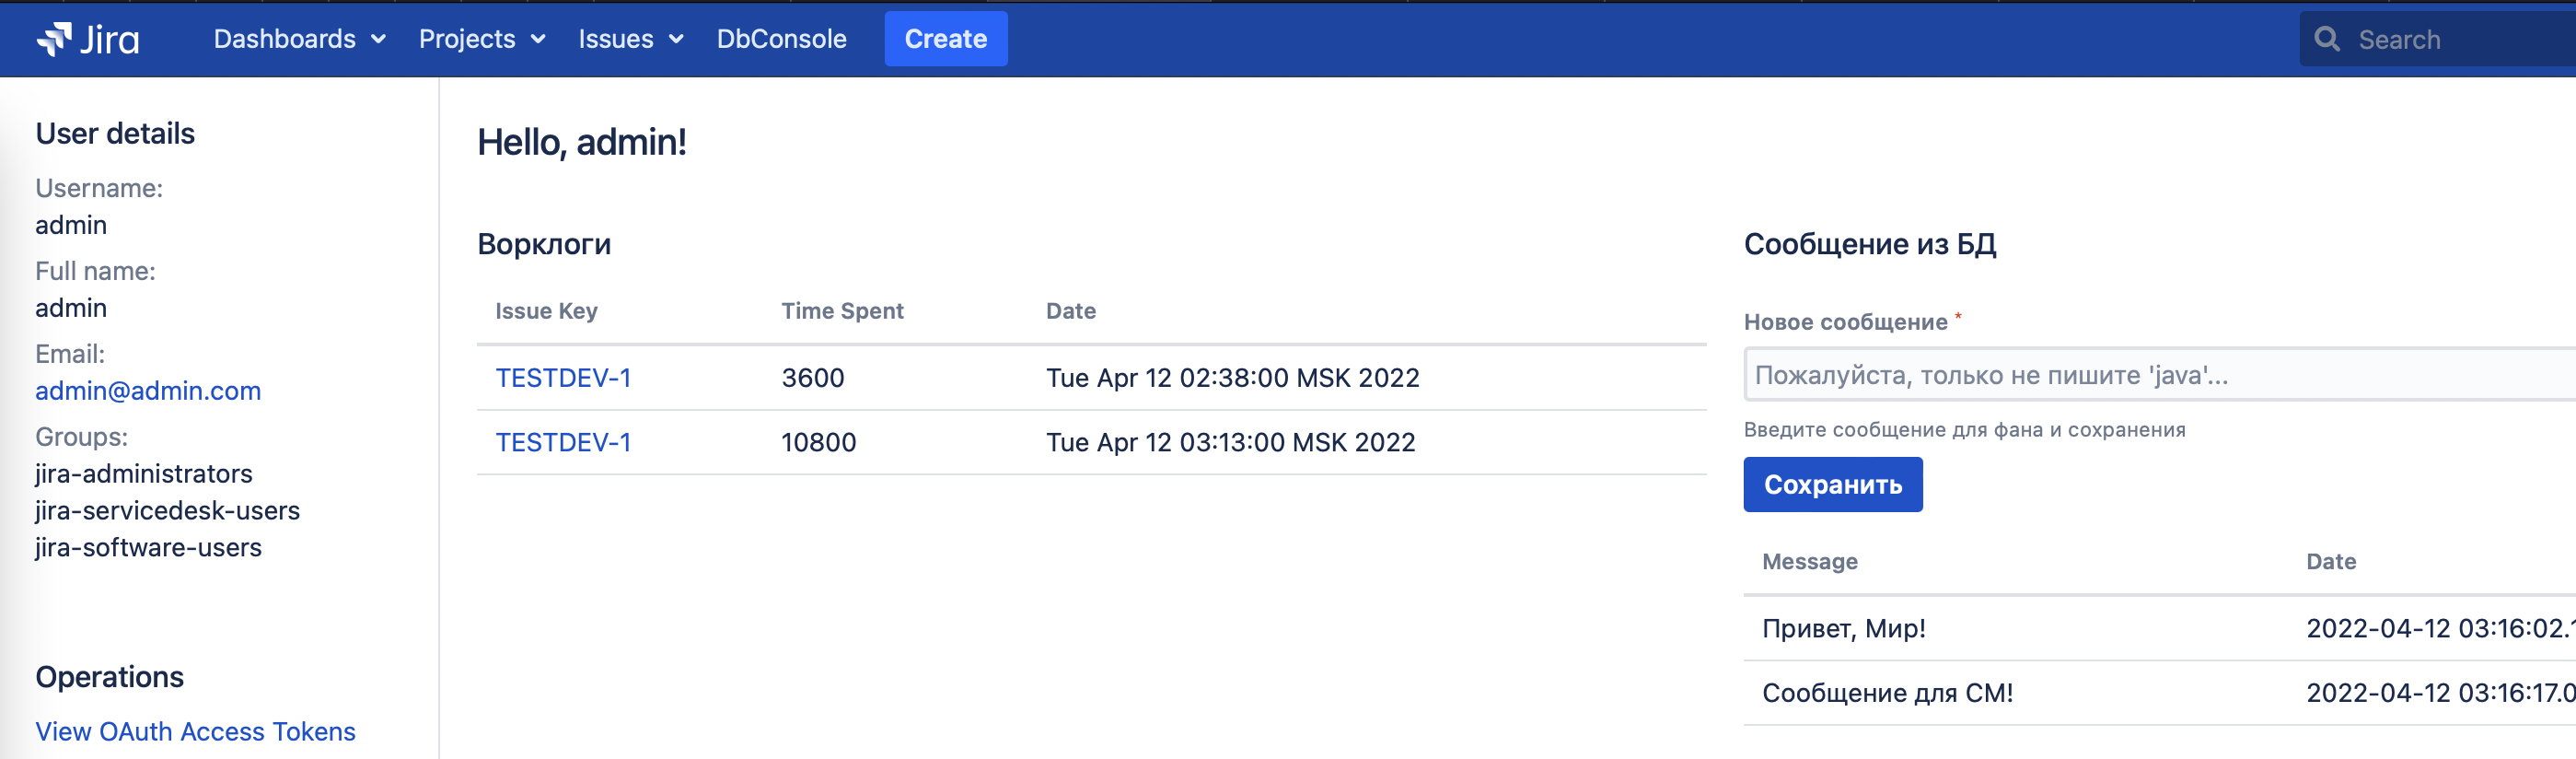 Jira Dashboards Projects Issues DbConsole Create Search
User details
Username:
admin
Full name:
admin
Email:
admin@admin.com
Groups:
jira-administrators
jira-servicedesk-users
jira-software-users
Operations
View OAuth Access Tokens
Hello, admin!
Ворклоги
Issue Key Time Spent Date
TESTDEV-1 3600 Tue Apr 12 02:38:00 MSK 2022
TESTDEV-1 10800 Tue Apr 12 03:13:00 MSK 2022
Сообщение из БД
Новое сообщение *
Пожалуйста, только не пишите 'java'...
Введите сообщение для фана и сохранения
Сохранить
Message Date
Привет, Мир! 2022-04-12 03:16:02.1
Сообщение для СМ! 2022-04-12 03:16:17.0